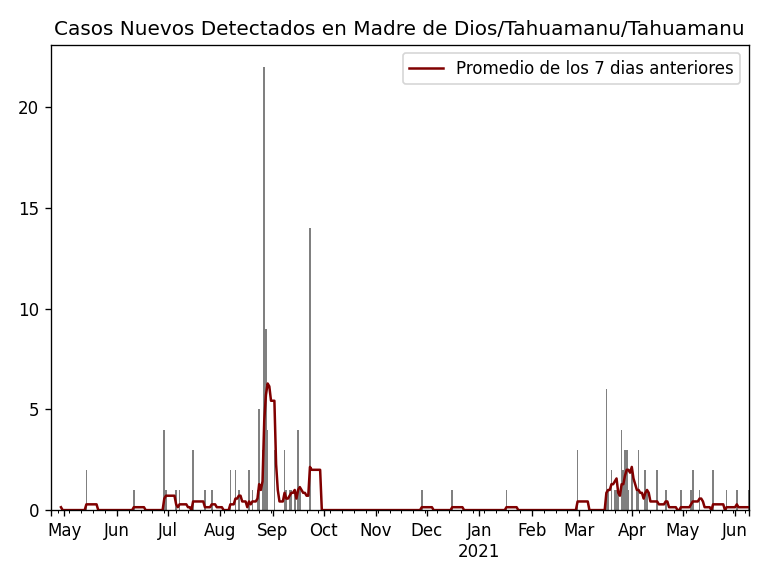 Casos Nuevos Detectados en Madre de Dios/Tahuamanu/Tahuamanu
Promedio de los 7 dias anteriores
20
15
10
5
0
May Jun Jul Aug Sep Oct Nov Dec Jan Feb Mar Apr May Jun
2021